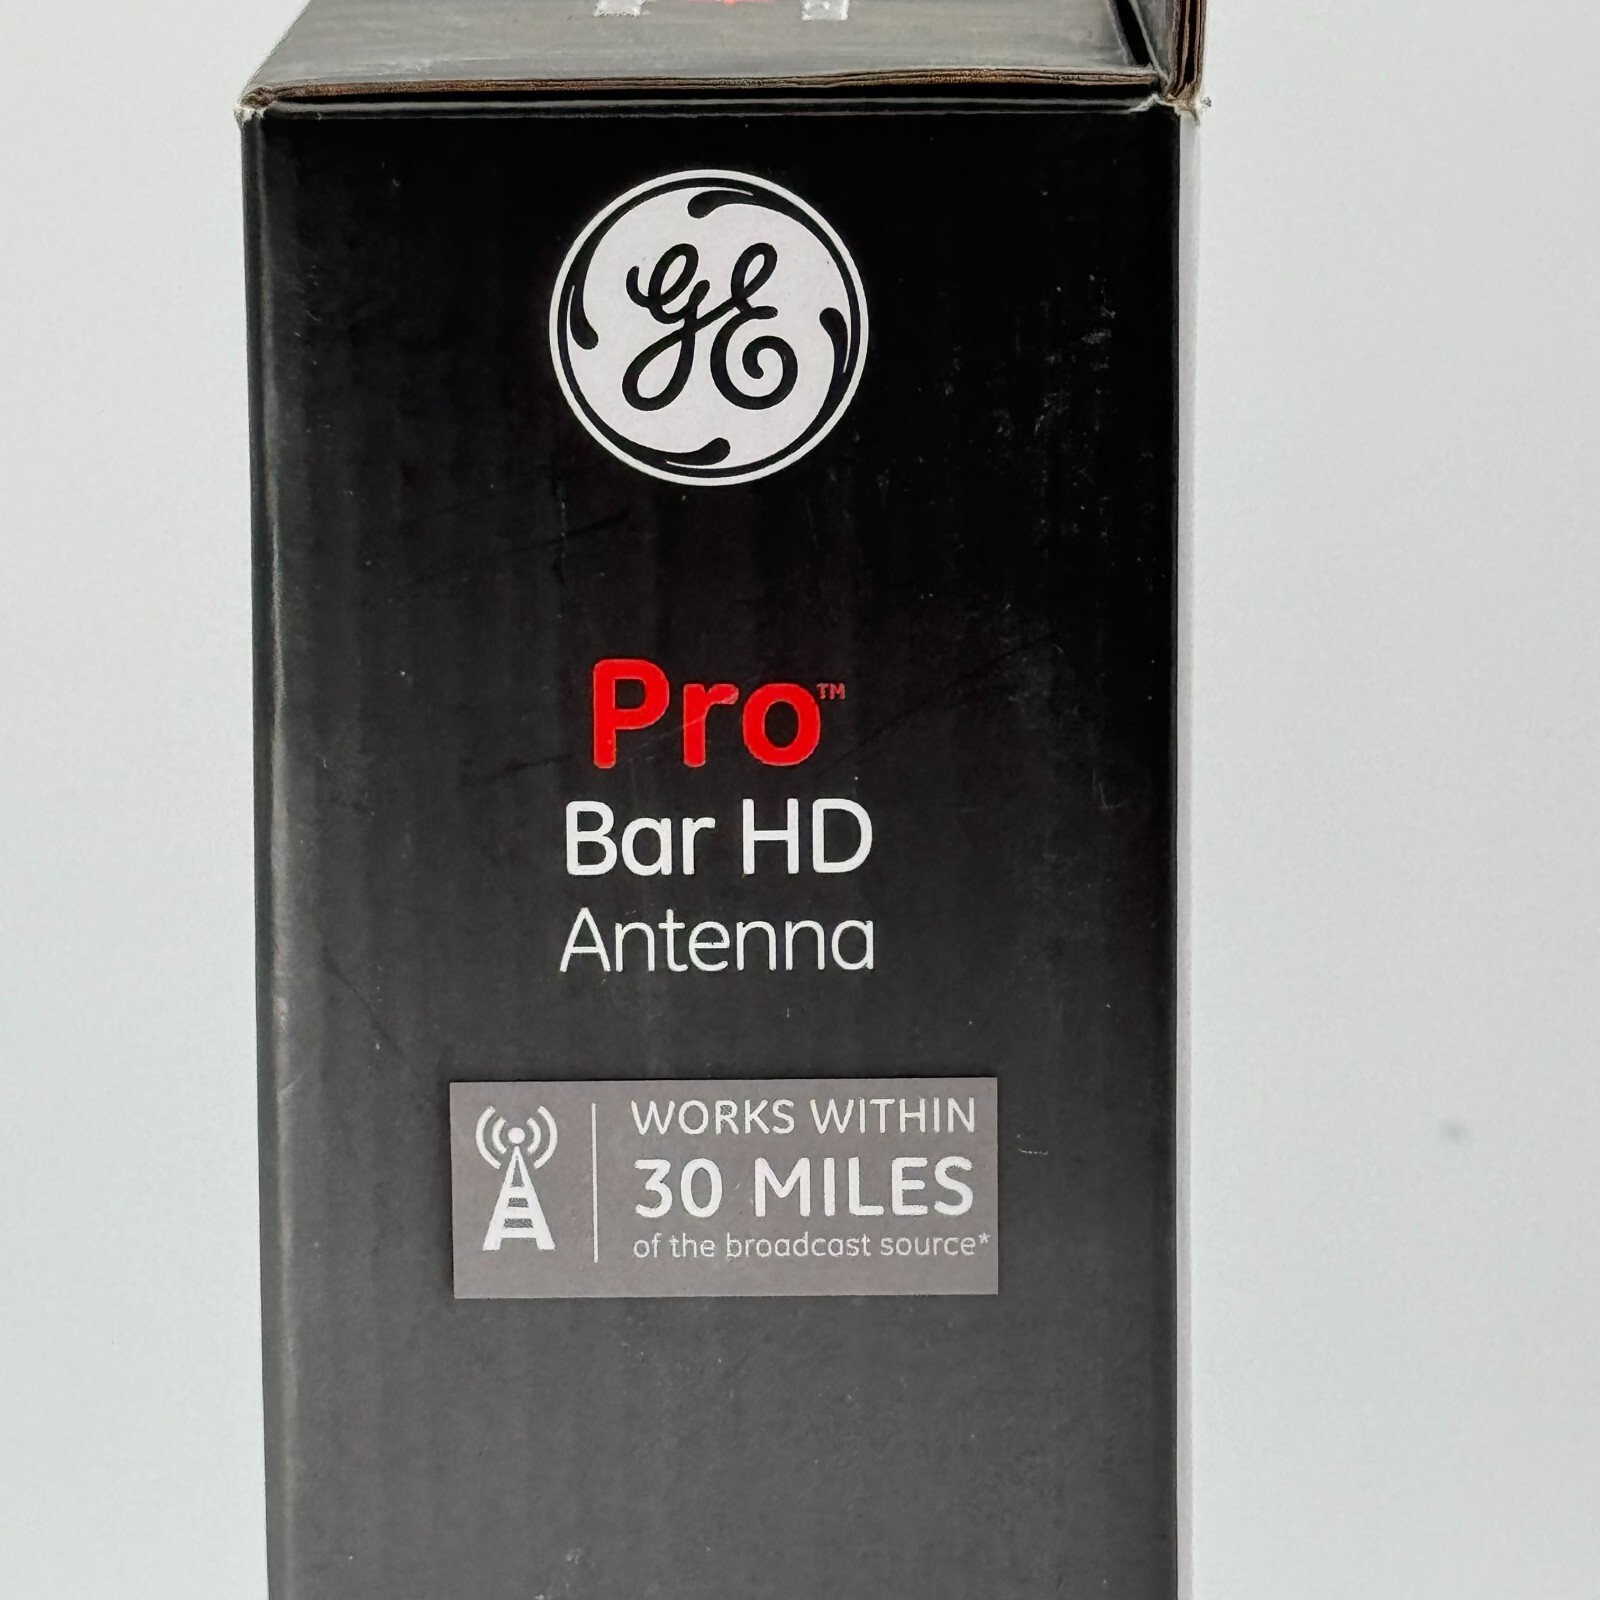 GE
Pro™
Bar HD
Antenna
WORKS WITHIN
30 MILES
of the broadcast source*